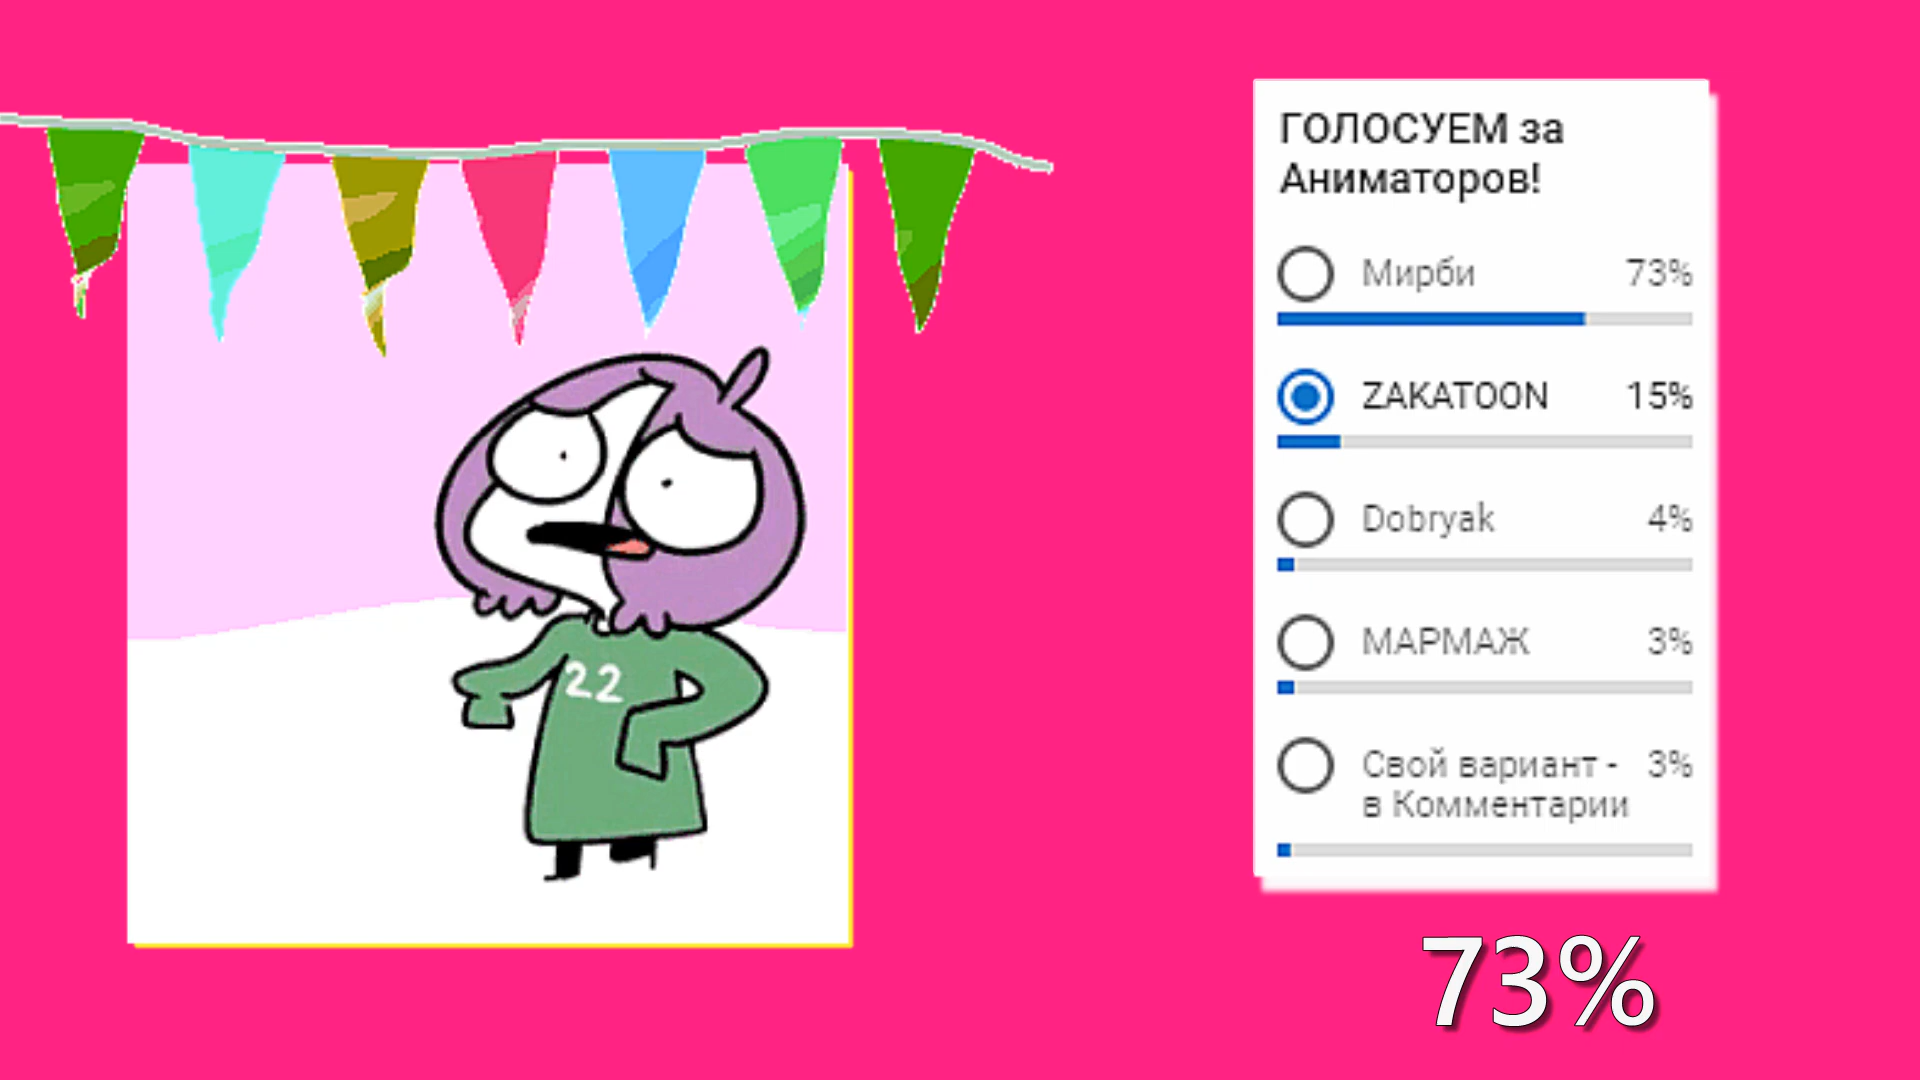 22
ГОЛОСУЕМ за
Аниматоров!
Мирби 73%
ZAKATOON 15%
Dobryak 4%
МАРМАЖ 3%
Свой вариант - 3%
в Комментарии
73%